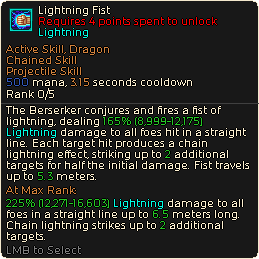 Lightning Fist
Requires 4 points spent to unlock
Lightning
Active Skill, Dragon
Chained Skill
Projectile Skill
500 mana, 3.15 seconds cooldown
Rank 0/5
The Berserker conjures and fires a fist of
lightning, dealing 165% (8,999-12,175)
Lightning damage to all foes hit in a straight
line. Each target hit produces a chain
lightning effect, striking up to 2 additional
targets for half the initial damage. Fist travels
up to 5.3 meters.
At Max Rank
225% (12,271-16,603) Lightning damage to all
foes in a straight line up to 6.5 meters long.
Chain lightning strikes up to 2 additional
targets.
LMB to Select